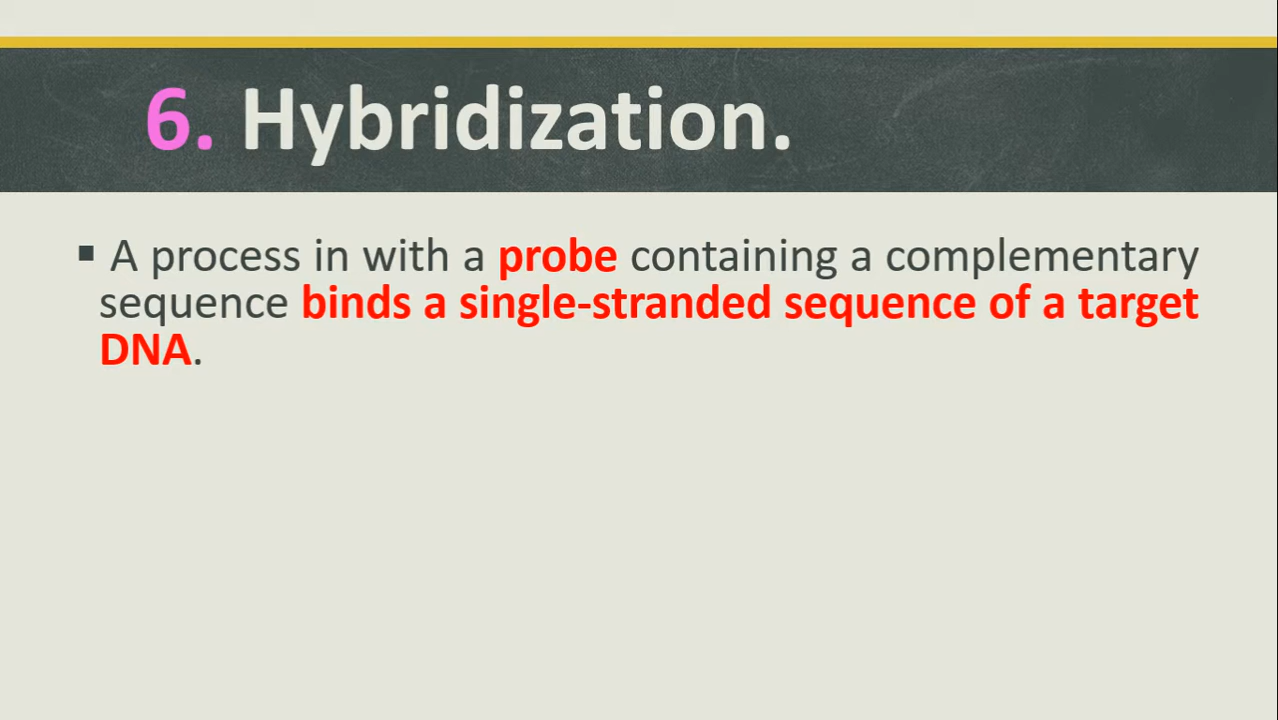 6. Hybridization.
▪ A process in with a probe containing a complementary
sequence binds a single-stranded sequence of a target
DNA.